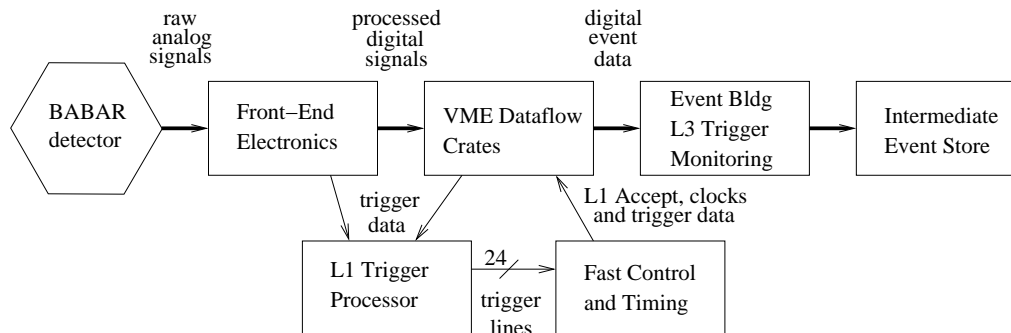 raw
analog
signals
processed
digital
signals
digital
event
data
BABAR
detector
Front−End
Electronics
VME Dataflow
Crates
Event Bldg
L3 Trigger
Monitoring
Intermediate
Event Store
trigger
data
L1 Accept, clocks
and trigger data
L1 Trigger
Processor
24
trigger
lines
Fast Control
and Timing